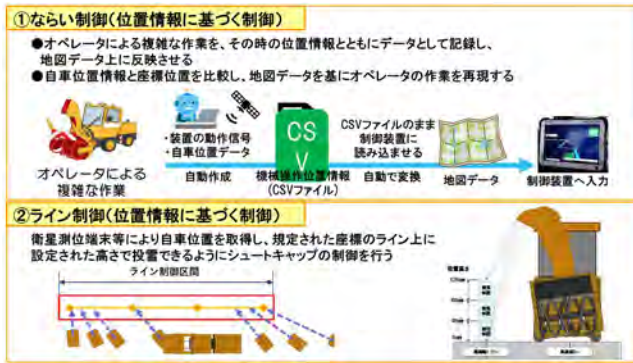 ①ならい制御(位置情報に基づく制御)
●オペレータによる複雑な作業を、その時の位置情報とともにデータとして記録し、
地図データ上に反映させる
●自車位置情報と座標位置を比較し、地図データを基にオペレータの作業を再現する
・装置の動作信号
・自車位置データ
CS
V
CSVファイルのまま
制御装置に
読み込ませる
オペレータによる
複雑な作業
自動作成
機械操作位置情報
(CSVファイル)
自動で変換
地図データ
制御装置へ入力
②ライン制御(位置情報に基づく制御)
衛星測位端末等により自車位置を取得し、規定された座標のライン上に
設定された高さで投雪できるようにシュートキャップの制御を行う
ライン制御区間